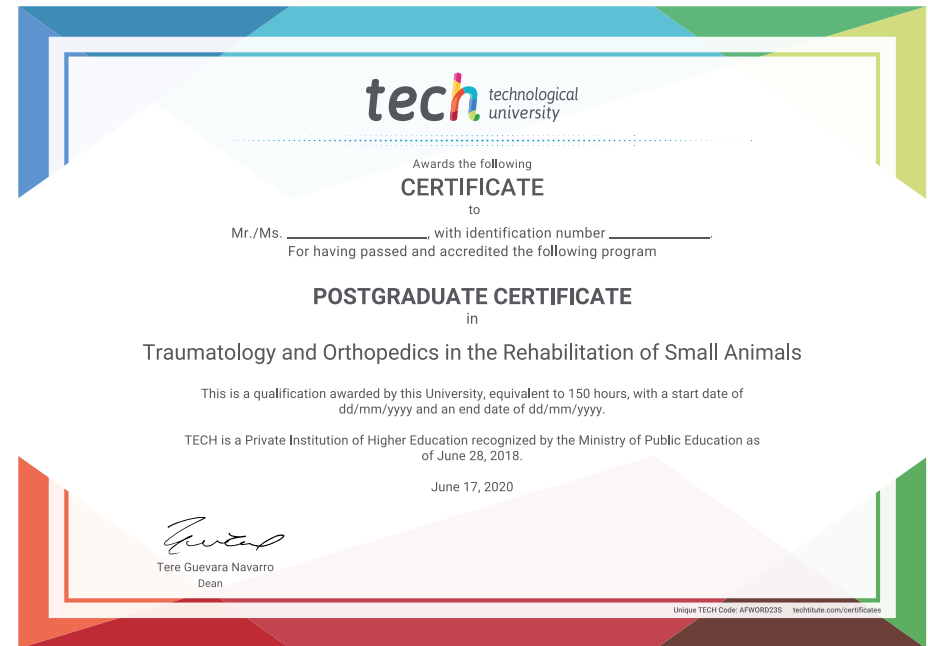 tech technological
university
Awards the following
CERTIFICATE
to
Mr./Ms. ____________________, with identification number ______________.
For having passed and accredited the following program
POSTGRADUATE CERTIFICATE
in
Traumatology and Orthopedics in the Rehabilitation of Small Animals
This is a qualification awarded by this University, equivalent to 150 hours, with a start date of
dd/mm/yyyy and an end date of dd/mm/yyyy.
TECH is a Private Institution of Higher Education recognized by the Ministry of Public Education as
of June 28, 2018.
June 17, 2020
Tere Guevara Navarro
Dean
Unique TECH Code: AFWORD23S techtitute.com/certificates